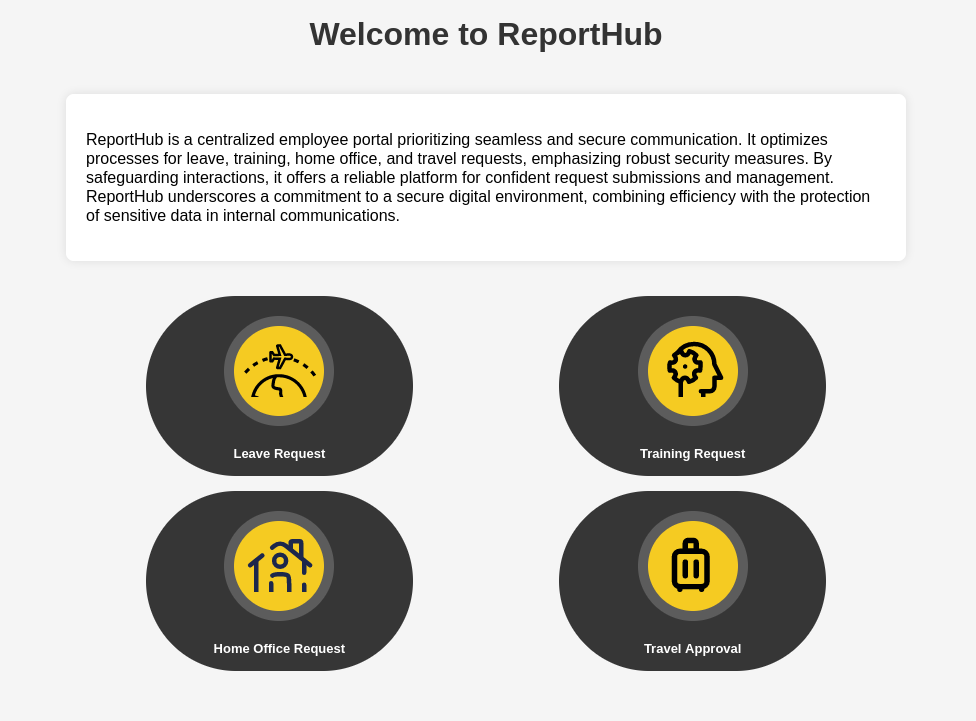 Welcome to ReportHub
ReportHub is a centralized employee portal prioritizing seamless and secure communication. It optimizes
processes for leave, training, home office, and travel requests, emphasizing robust security measures. By
safeguarding interactions, it offers a reliable platform for confident request submissions and management.
ReportHub underscores a commitment to a secure digital environment, combining efficiency with the protection
of sensitive data in internal communications.
Leave Request
Training Request
Home Office Request
Travel Approval